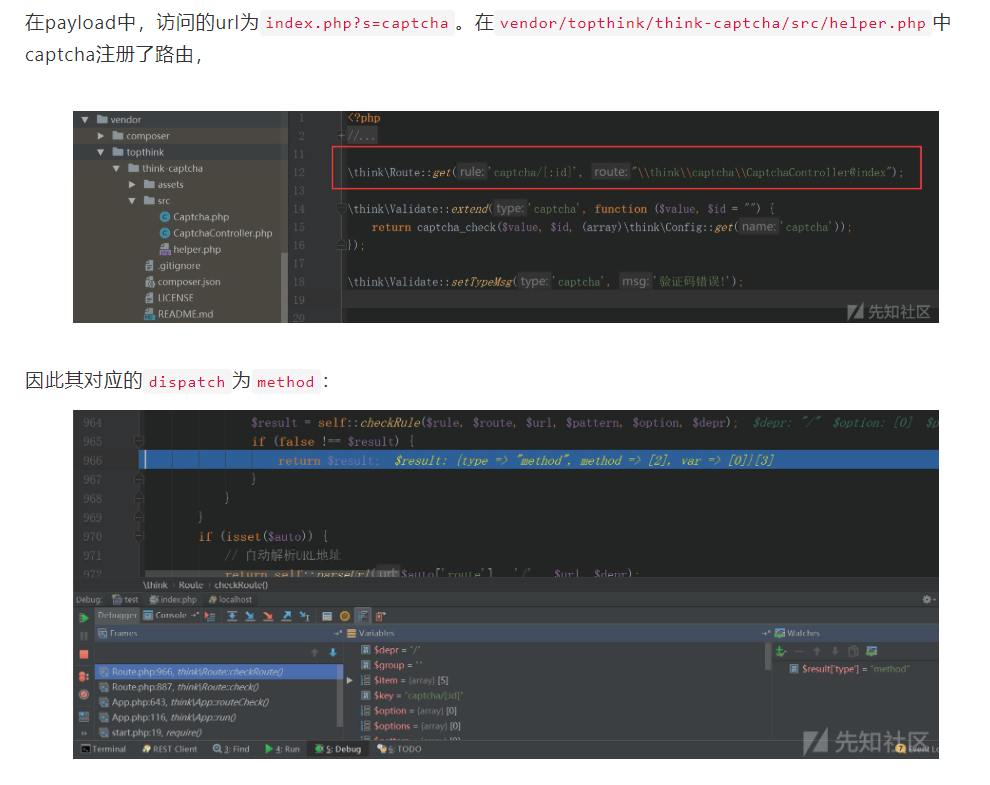 在payload中，访问的url为 index.php?s=captcha 。在 vendor/topthink/think-captcha/src/helper.php 中
captcha注册了路由，
vendor
composer
topthink
think-captcha
assets
src
Captcha.php
CaptchaController.php
helper.php
.gitignore
composer.json
LICENSE
README.md
1 <?php
2 //...
11
12 \think\Route::get( rule: 'captcha/[:id]', route: "\\think\\captcha\\CaptchaController@index");
13
14 \think\Validate::extend( type: 'captcha', function ($value, $id = "") {
15 return captcha_check($value, $id, (array)\think\Config::get( name: 'captcha'));
16 });
17
18 \think\Validate::setTypeMsg( type: 'captcha', msg: '验证码错误!');
19
20
先知社区
因此其对应的 dispatch 为 method ：
964 $result = self::checkRule($rule, $route, $url, $pattern, $option, $depr); $depr: "/" $option: [0]
965 if (false !== $result) {
966 return $result; $result: {type => "method", method => [2], var => [0]}[3]
967 }
968 }
969 }
970 if (isset($auto)) {
971 // 自动解析URL地址
972 return self::parseUrl( url: $auto['route'] . '/' . $url, $depr);
\think › Route › checkRoute()
Debug: test index.php localhost
Debugger Console
Frames Variables Watches
Route.php:966, think\Route::checkRoute()
Route.php:887, think\Route::check()
App.php:643, think\App::routeCheck()
App.php:116, think\App::run()
start.php:19, require()
$depr = "/"
$group = ""
$item = {array} [5]
$key = "captcha/[:id]"
$option = {array} [0]
$options = {array} [0]
$result['type'] = "method"
Terminal REST Client 3: Find 4: Run 5: Debug 6: TODO
先知社区